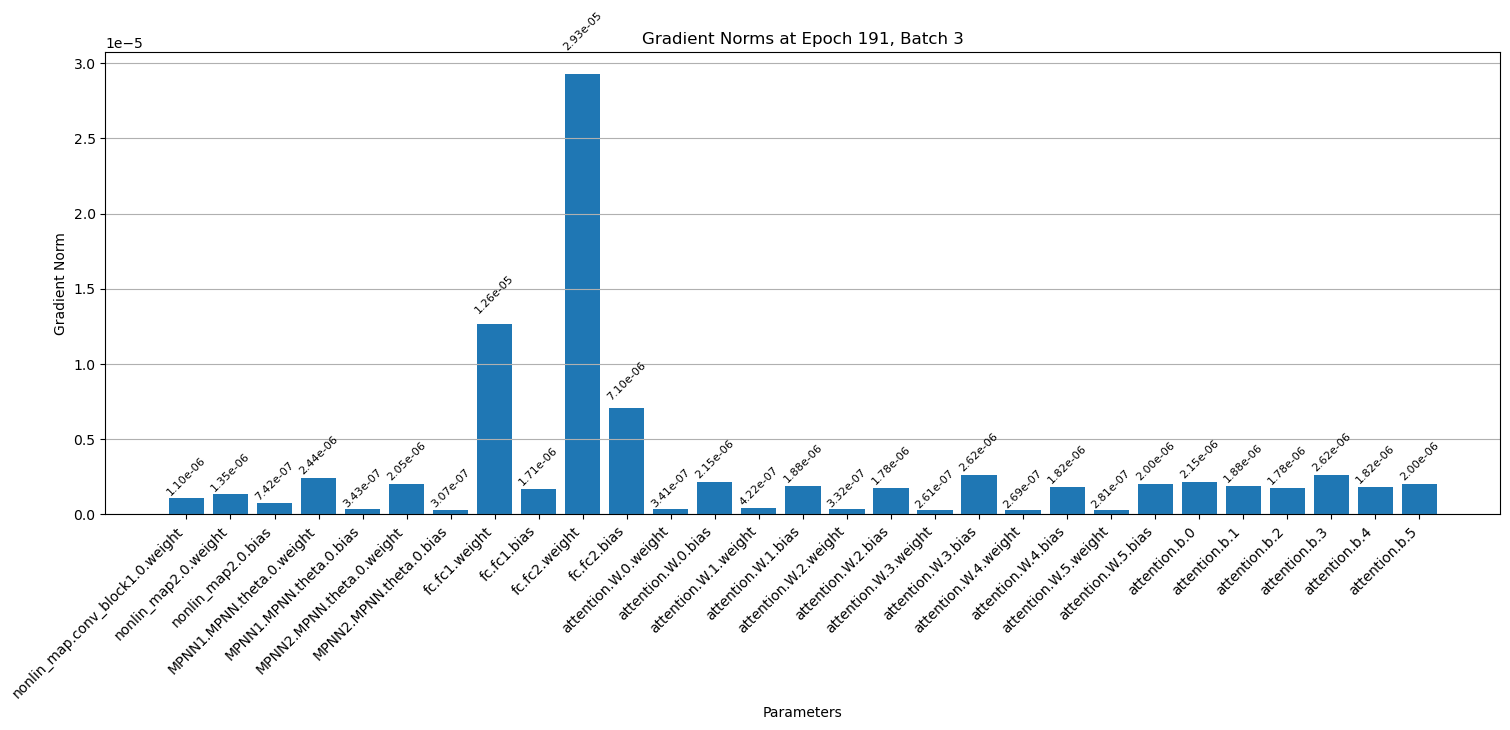 Gradient Norms at Epoch 191, Batch 3
1e−5
3.0
2.5
2.0
1.5
1.0
0.5
0.0
Gradient Norm
1.10e-06
1.35e-06
7.42e-07
2.44e-06
3.43e-07
2.05e-06
3.07e-07
1.26e-05
1.71e-06
2.93e-05
7.10e-06
3.41e-07
2.15e-06
4.22e-07
1.88e-06
3.32e-07
1.78e-06
2.61e-07
2.62e-06
2.69e-07
1.82e-06
2.81e-07
2.00e-06
2.15e-06
1.88e-06
1.78e-06
2.62e-06
1.82e-06
2.00e-06
nonlin_map.conv_block1.0.weight
nonlin_map2.0.weight
nonlin_map2.0.bias
MPNN1.MPNN.theta.0.weight
MPNN1.MPNN.theta.0.bias
MPNN2.MPNN.theta.0.weight
MPNN2.MPNN.theta.0.bias
fc.fc1.weight
fc.fc1.bias
fc.fc2.weight
fc.fc2.bias
attention.W.0.weight
attention.W.0.bias
attention.W.1.weight
attention.W.1.bias
attention.W.2.weight
attention.W.2.bias
attention.W.3.weight
attention.W.3.bias
attention.W.4.weight
attention.W.4.bias
attention.W.5.weight
attention.W.5.bias
attention.b.0
attention.b.1
attention.b.2
attention.b.3
attention.b.4
attention.b.5
Parameters